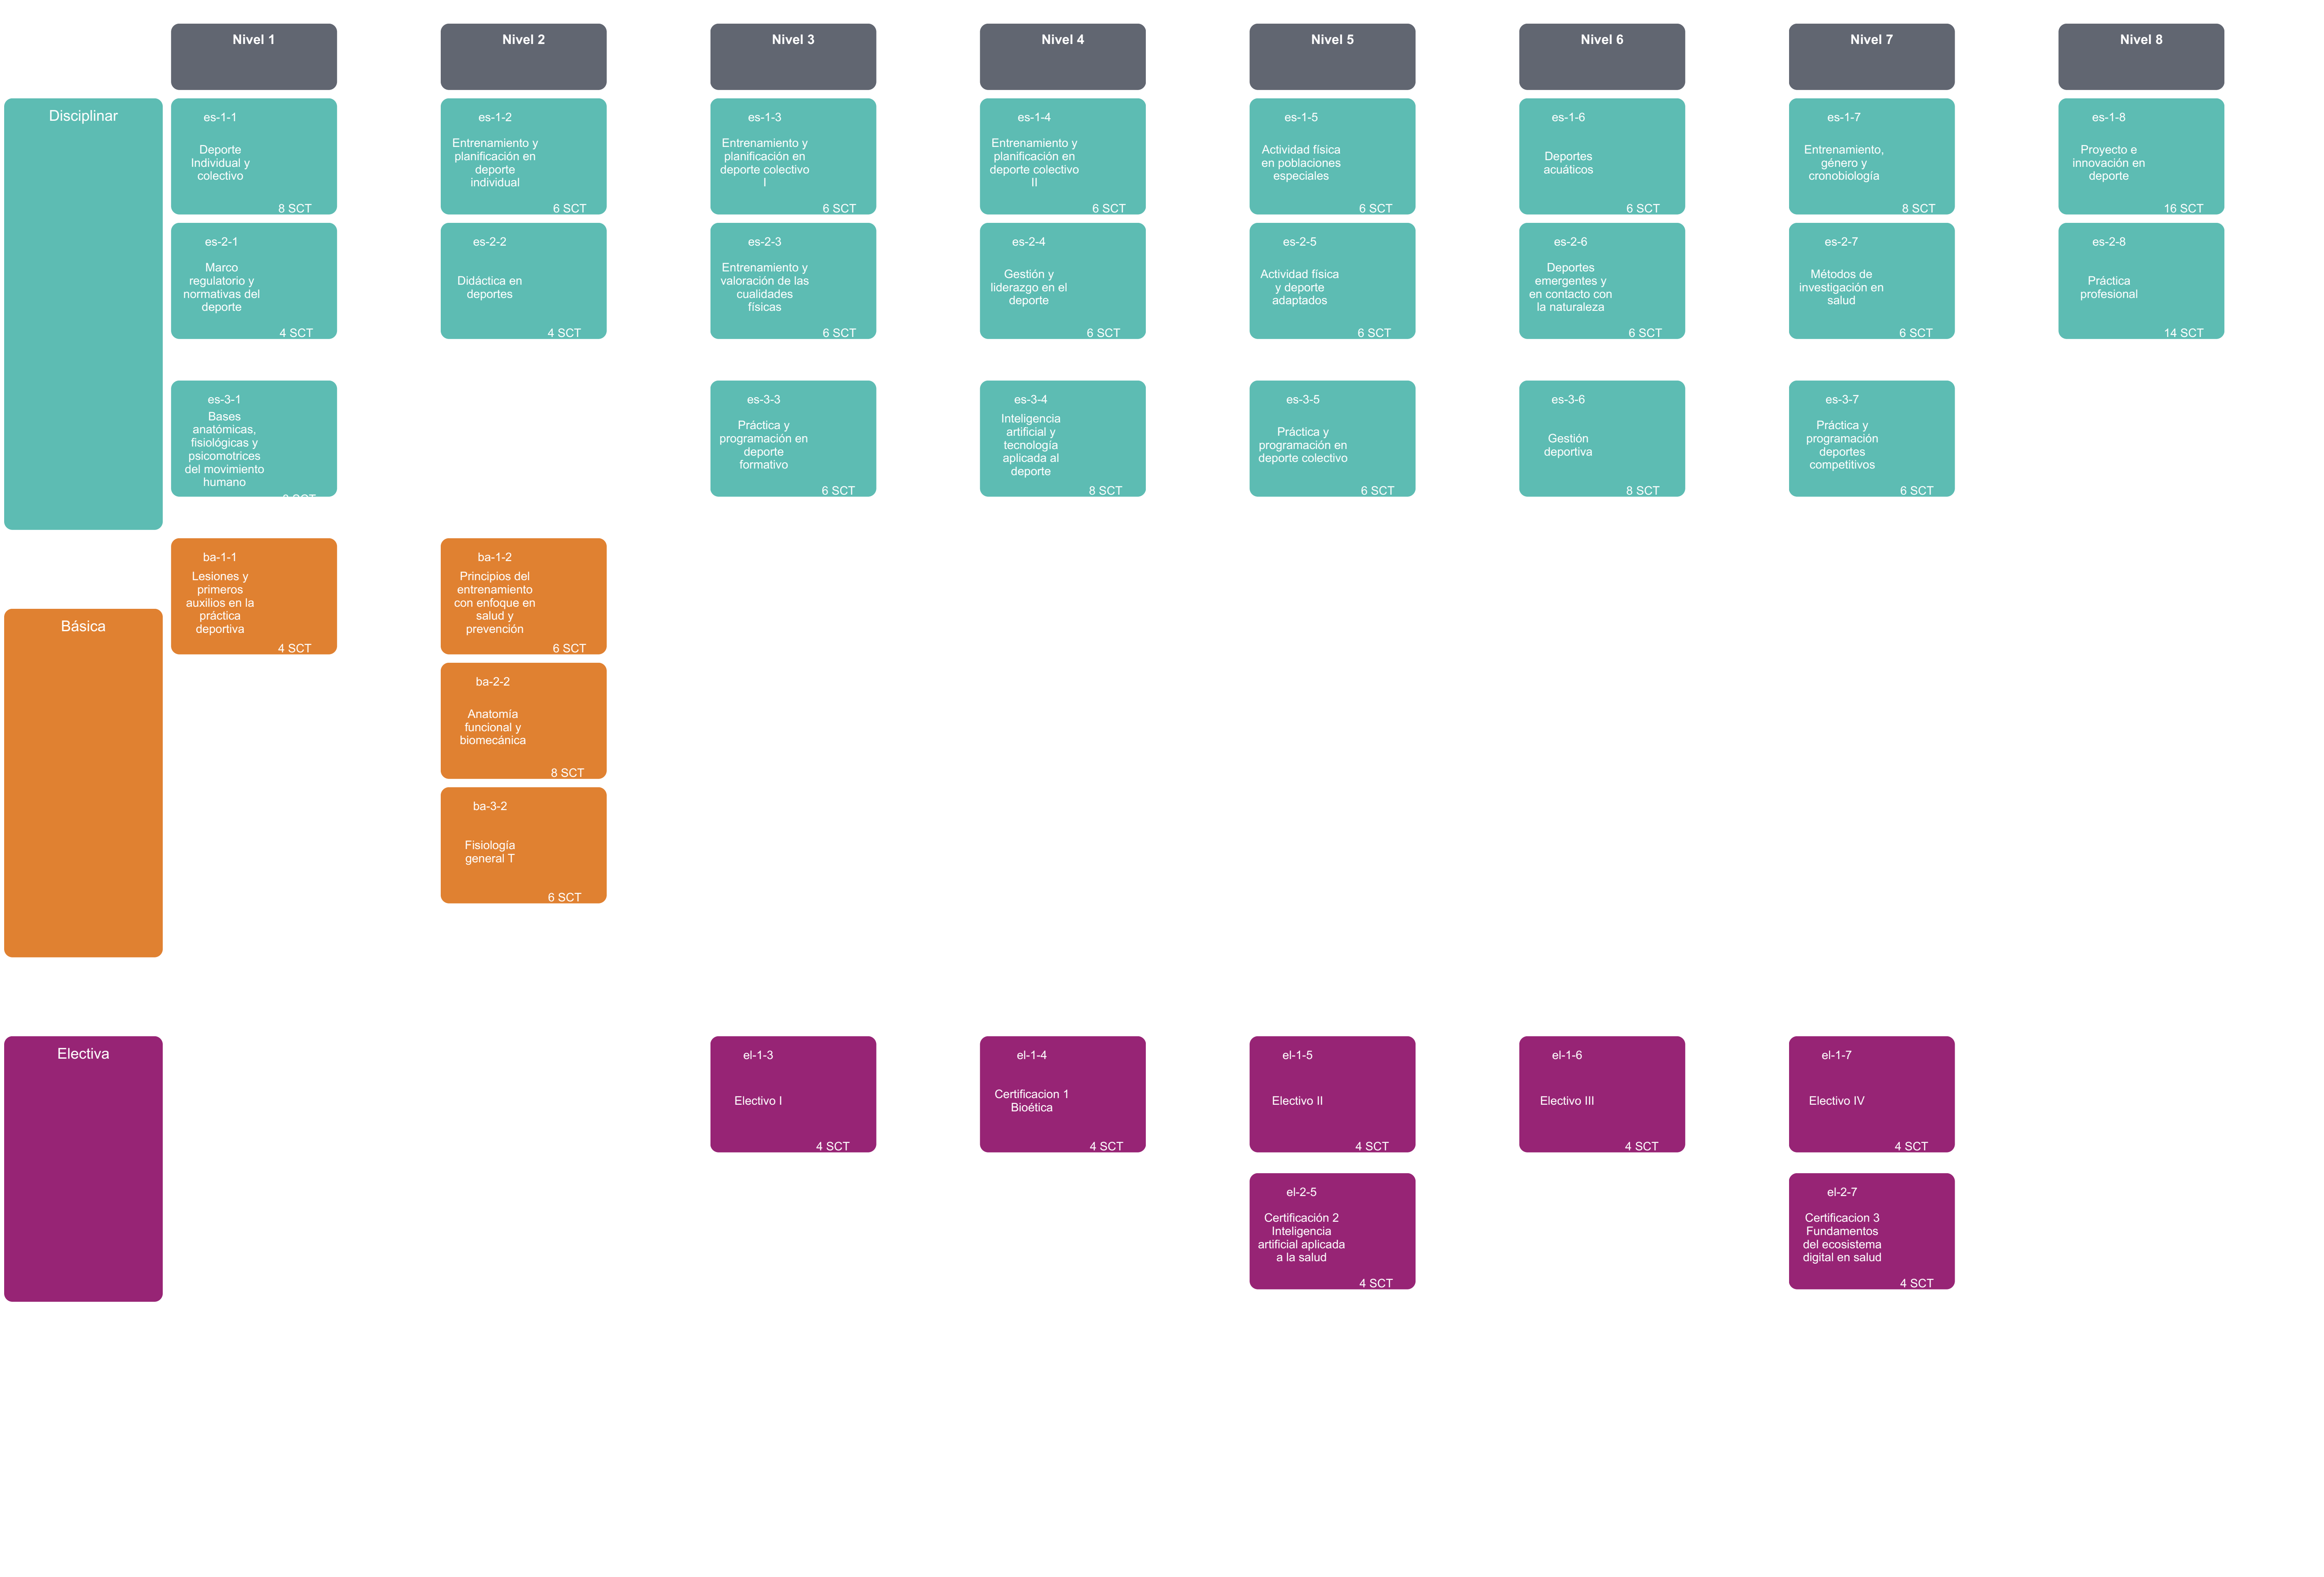 Nivel 1
Nivel 2
Nivel 3
Nivel 4
Nivel 5
Nivel 6
Nivel 7
Nivel 8
Disciplinar
es-1-1
Deporte
Individual y
colectivo
8 SCT
es-1-2
Entrenamiento y
planificación en
deporte
individual
6 SCT
es-1-3
Entrenamiento y
planificación en
deporte colectivo
I
6 SCT
es-1-4
Entrenamiento y
planificación en
deporte colectivo
II
6 SCT
es-1-5
Actividad física
en poblaciones
especiales
6 SCT
es-1-6
Deportes
acuáticos
6 SCT
es-1-7
Entrenamiento,
género y
cronobiología
8 SCT
es-1-8
Proyecto e
innovación en
deporte
16 SCT
es-2-1
Marco
regulatorio y
normativas del
deporte
4 SCT
es-2-2
Didáctica en
deportes
4 SCT
es-2-3
Entrenamiento y
valoración de las
cualidades
físicas
6 SCT
es-2-4
Gestión y
liderazgo en el
deporte
6 SCT
es-2-5
Actividad física
y deporte
adaptados
6 SCT
es-2-6
Deportes
emergentes y
en contacto con
la naturaleza
6 SCT
es-2-7
Métodos de
investigación en
salud
6 SCT
es-2-8
Práctica
profesional
14 SCT
es-3-1
Bases
anatómicas,
fisiológicas y
psicomotrices
del movimiento
humano
SCT
es-3-3
Práctica y
programación en
deporte
formativo
6 SCT
es-3-4
Inteligencia
artificial y
tecnología
aplicada al
deporte
8 SCT
es-3-5
Práctica y
programación en
deporte colectivo
6 SCT
es-3-6
Gestión
deportiva
8 SCT
es-3-7
Práctica y
programación
deportes
competitivos
6 SCT
Básica
ba-1-1
Lesiones y
primeros
auxilios en la
práctica
deportiva
4 SCT
ba-1-2
Principios del
entrenamiento
con enfoque en
salud y
prevención
6 SCT
ba-2-2
Anatomía
funcional y
biomecánica
8 SCT
ba-3-2
Fisiología
general T
6 SCT
Electiva
el-1-3
Electivo I
4 SCT
el-1-4
Certificacion 1
Bioética
4 SCT
el-1-5
Electivo II
4 SCT
el-1-6
Electivo III
4 SCT
el-1-7
Electivo IV
4 SCT
el-2-5
Certificación 2
Inteligencia
artificial aplicada
a la salud
4 SCT
el-2-7
Certificacion 3
Fundamentos
del ecosistema
digital en salud
4 SCT